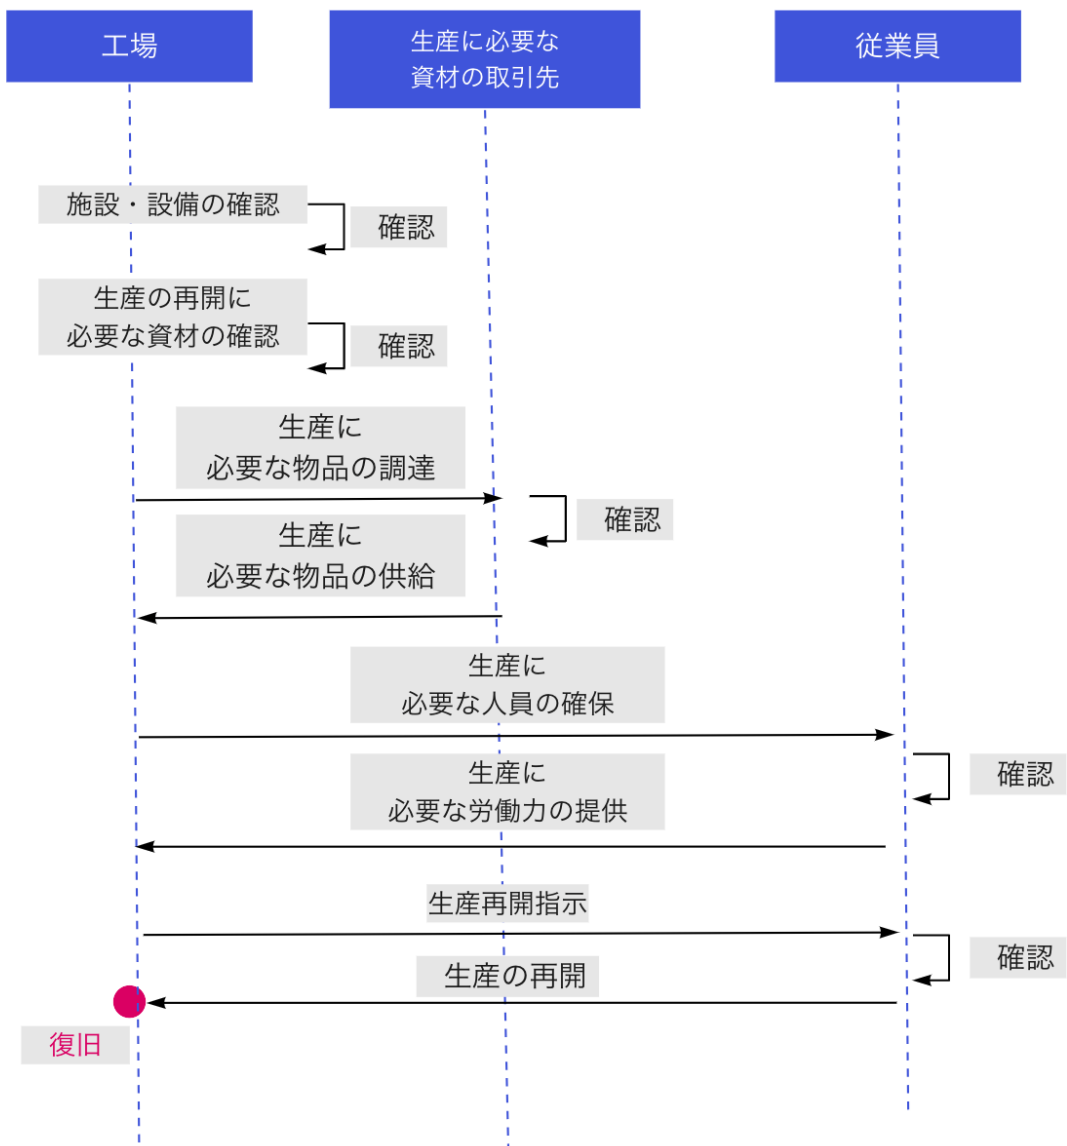 工場
生産に必要な
資材の取引先
従業員
施設・設備の確認
確認
生産の再開に
必要な資材の確認
確認
生産に
必要な物品の調達
確認
生産に
必要な物品の供給
生産に
必要な人員の確保
確認
生産に
必要な労働力の提供
生産再開指示
確認
生産の再開
復旧